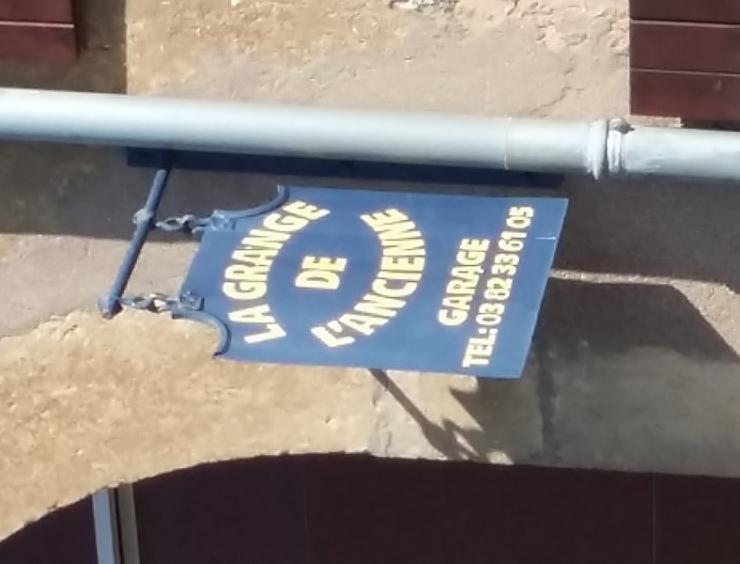 LA GRANGE
DE
L'ANCIENNE
GARAGE
TEL: 03 82 33 61 05